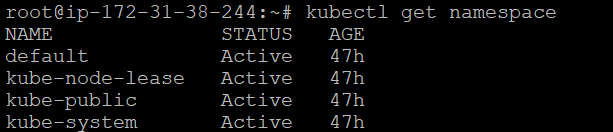 root@ip-172-31-38-244:~# kubectl get namespace
NAME STATUS AGE
default Active 47h
kube-node-lease Active 47h
kube-public Active 47h
kube-system Active 47h